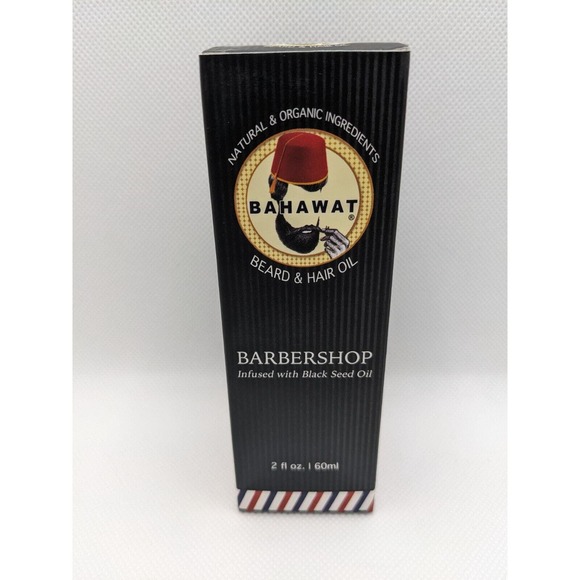 NATURAL & ORGANIC INGREDIENTS
BAHAWAT®
BEARD & HAIR OIL
BARBERSHOP
Infused with Black Seed Oil
2 fl oz. | 60ml